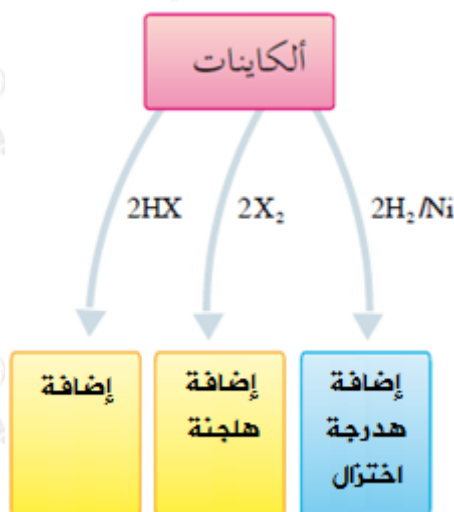 ألكاينات
2H₂/Ni
2X₂
2HX
إضافة
هدرجة
اختزال
إضافة
هلجنة
إضافة